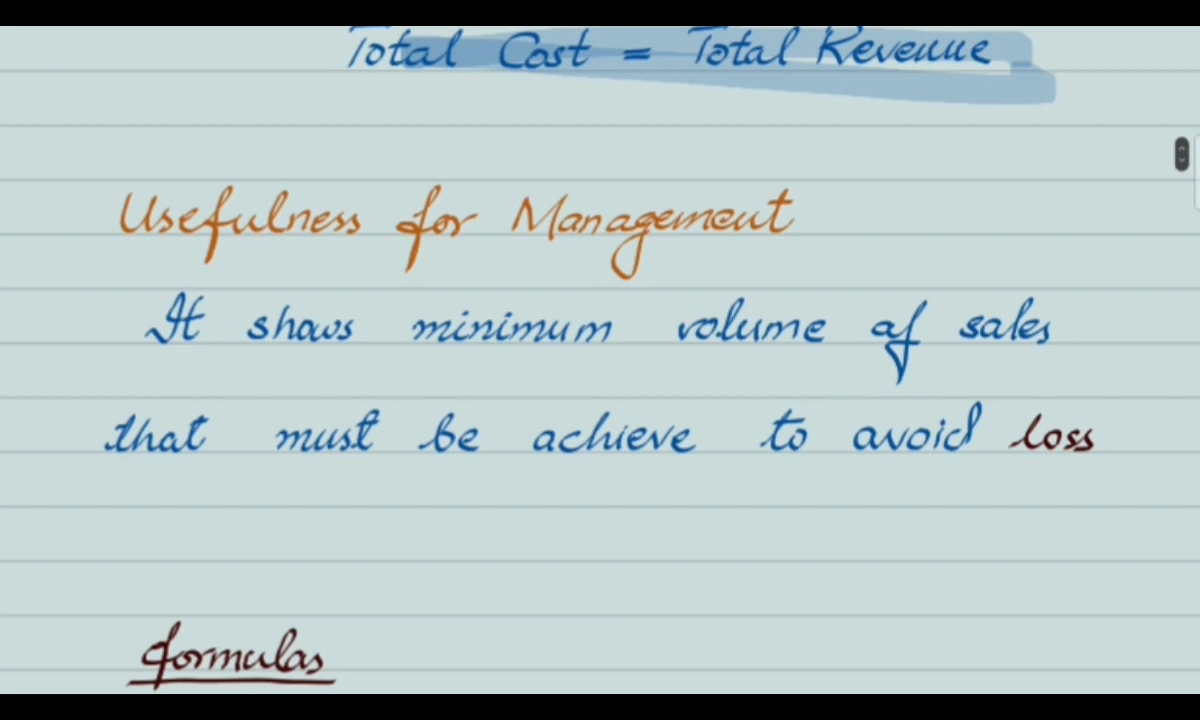 Total Cost = Total Revenue
Usefulness for Management
It shows minimum volume of sales
that must be achieve to avoid loss
formulas